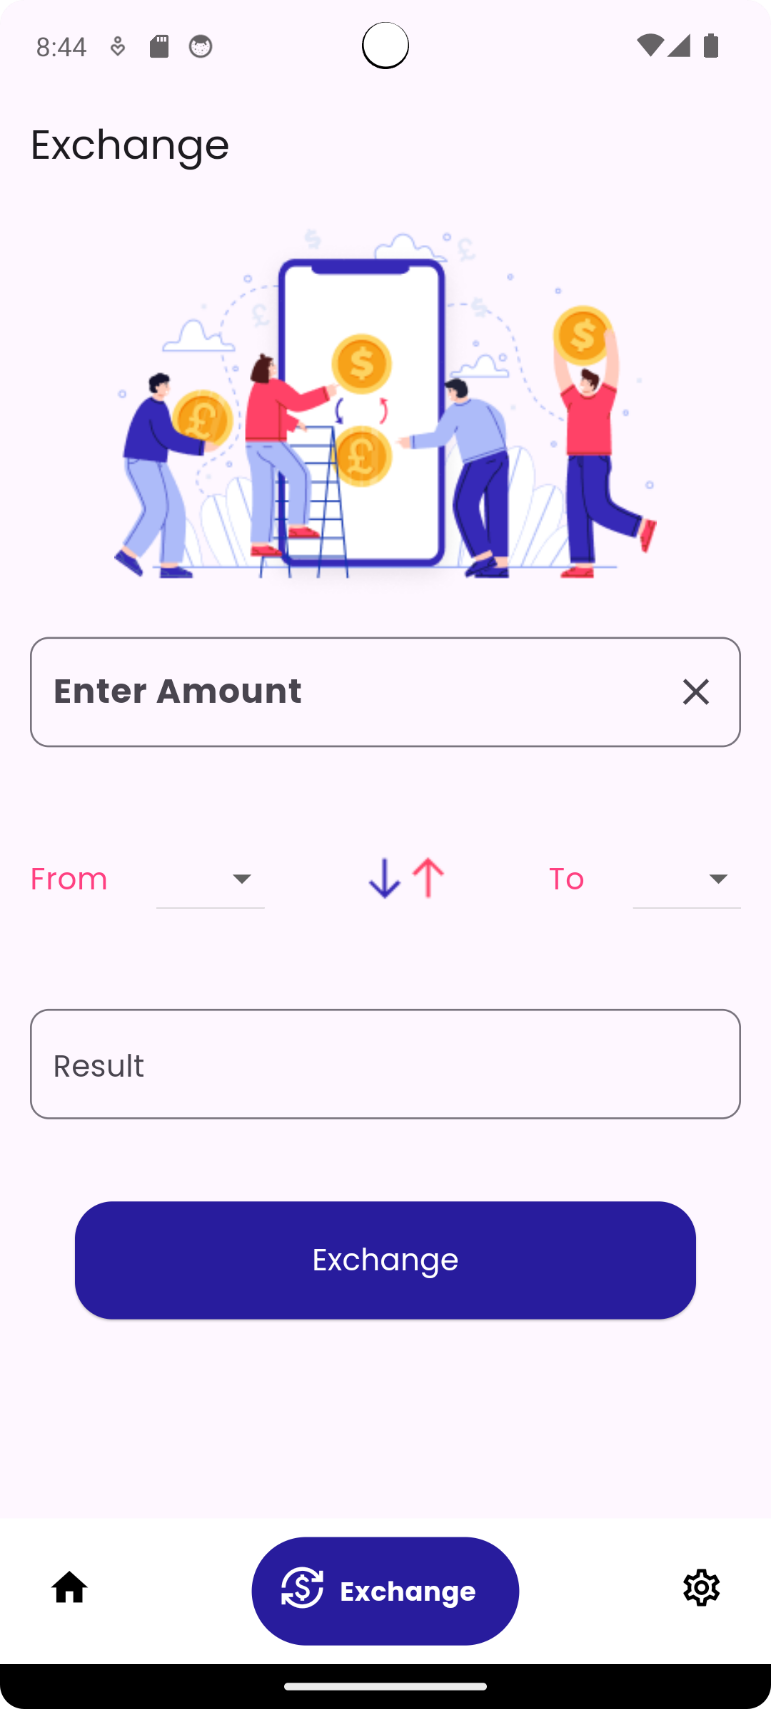 8:44
Exchange
$ £
£ $
$ $
£
£
Enter Amount
From To
Result
Exchange
$ Exchange